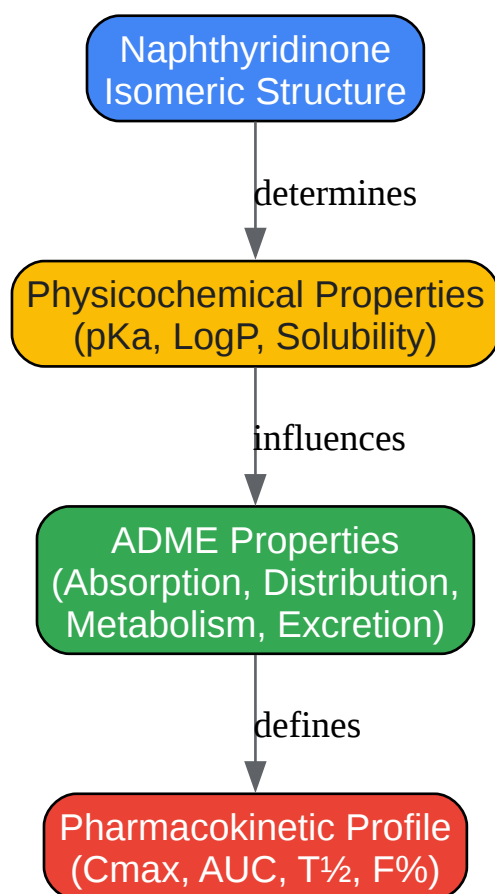 Naphthyridinone
Isomeric Structure
determines
Physicochemical Properties
(pKa, LogP, Solubility)
influences
ADME Properties
(Absorption, Distribution,
Metabolism, Excretion)
defines
Pharmacokinetic Profile
(Cmax, AUC, T½, F%)